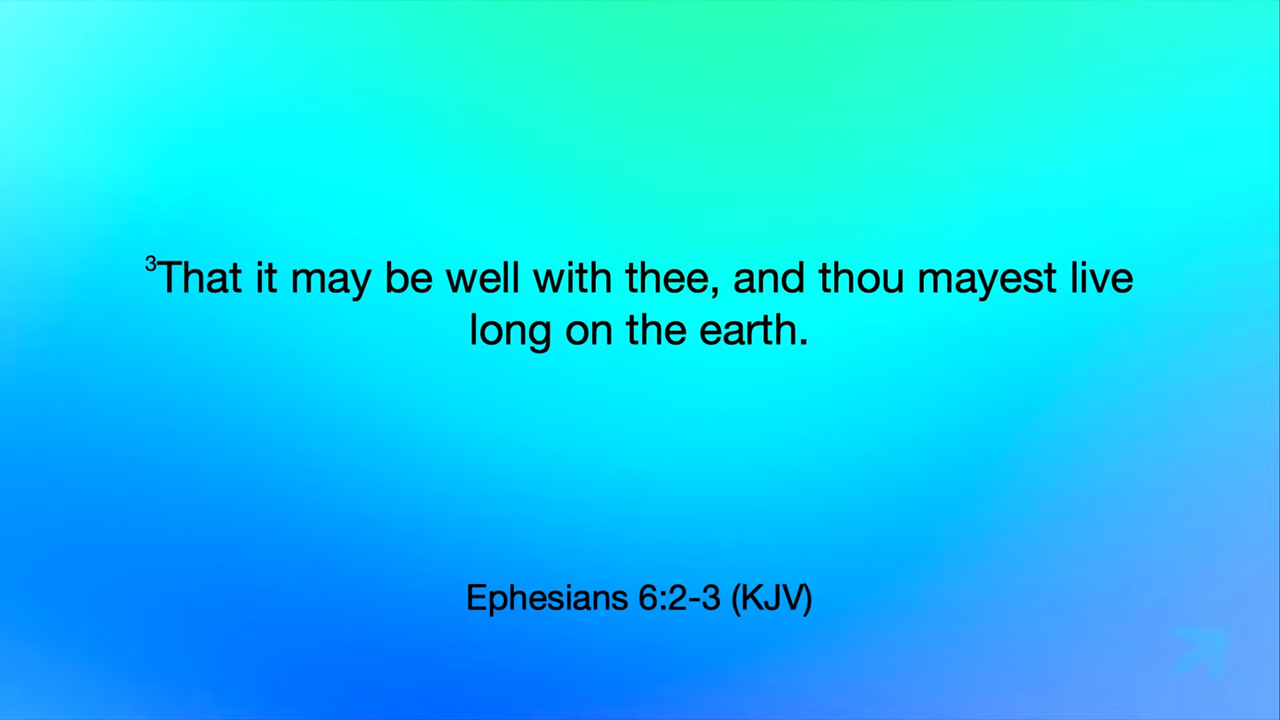 ³That it may be well with thee, and thou mayest live
long on the earth.
Ephesians 6:2-3 (KJV)